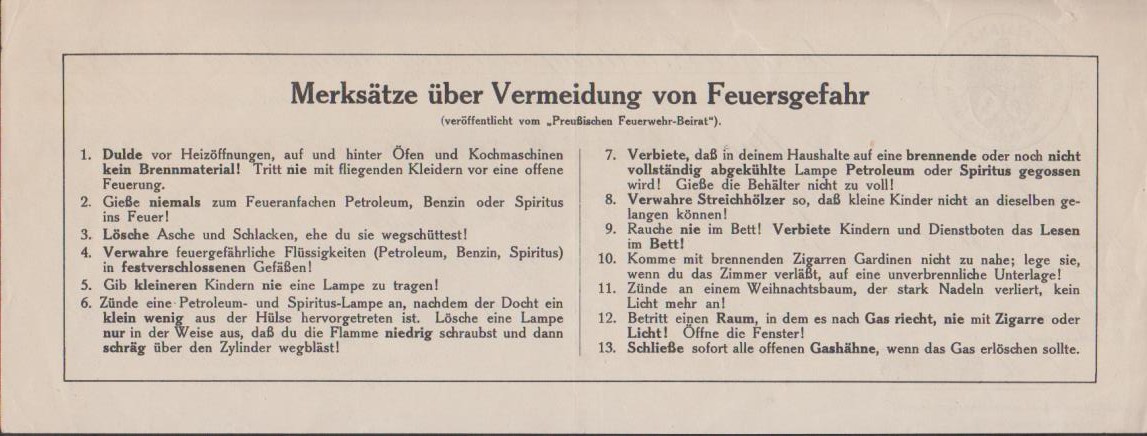 Merksätze über Vermeidung von Feuersgefahr
(veröffentlicht vom „Preußischen Feuerwehr-Beirat").
1. Dulde vor Heizöffnungen, auf und hinter Öfen und Kochmaschinen
kein Brennmaterial! Tritt nie mit fliegenden Kleidern vor eine offene
Feuerung.
2. Gieße niemals zum Feueranfachen Petroleum, Benzin oder Spiritus
ins Feuer!
3. Lösche Asche und Schlacken, ehe du sie wegschüttest!
4. Verwahre feuergefährliche Flüssigkeiten (Petroleum, Benzin, Spiritus)
in festverschlossenen Gefäßen!
5. Gib kleineren Kindern nie eine Lampe zu tragen!
6. Zünde eine Petroleum- und Spiritus-Lampe an, nachdem der Docht ein
klein wenig aus der Hülse hervorgetreten ist. Lösche eine Lampe
nur in der Weise aus, daß du die Flamme niedrig schraubst und dann
schräg über den Zylinder wegbläst!
7. Verbiete, daß in deinem Haushalte auf eine brennende oder noch nicht
vollständig abgekühlte Lampe Petroleum oder Spiritus gegossen
wird! Gieße die Behälter nicht zu voll!
8. Verwahre Streichhölzer so, daß kleine Kinder nicht an dieselben ge-
langen können!
9. Rauche nie im Bett! Verbiete Kindern und Dienstboten das Lesen
im Bett!
10. Komme mit brennenden Zigarren Gardinen nicht zu nahe; lege sie,
wenn du das Zimmer verläßt, auf eine unverbrennliche Unterlage!
11. Zünde an einem Weihnachtsbaum, der stark Nadeln verliert, kein
Licht mehr an!
12. Betritt einen Raum, in dem es nach Gas riecht, nie mit Zigarre oder
Licht! Öffne die Fenster!
13. Schließe sofort alle offenen Gashähne, wenn das Gas erlöschen sollte.